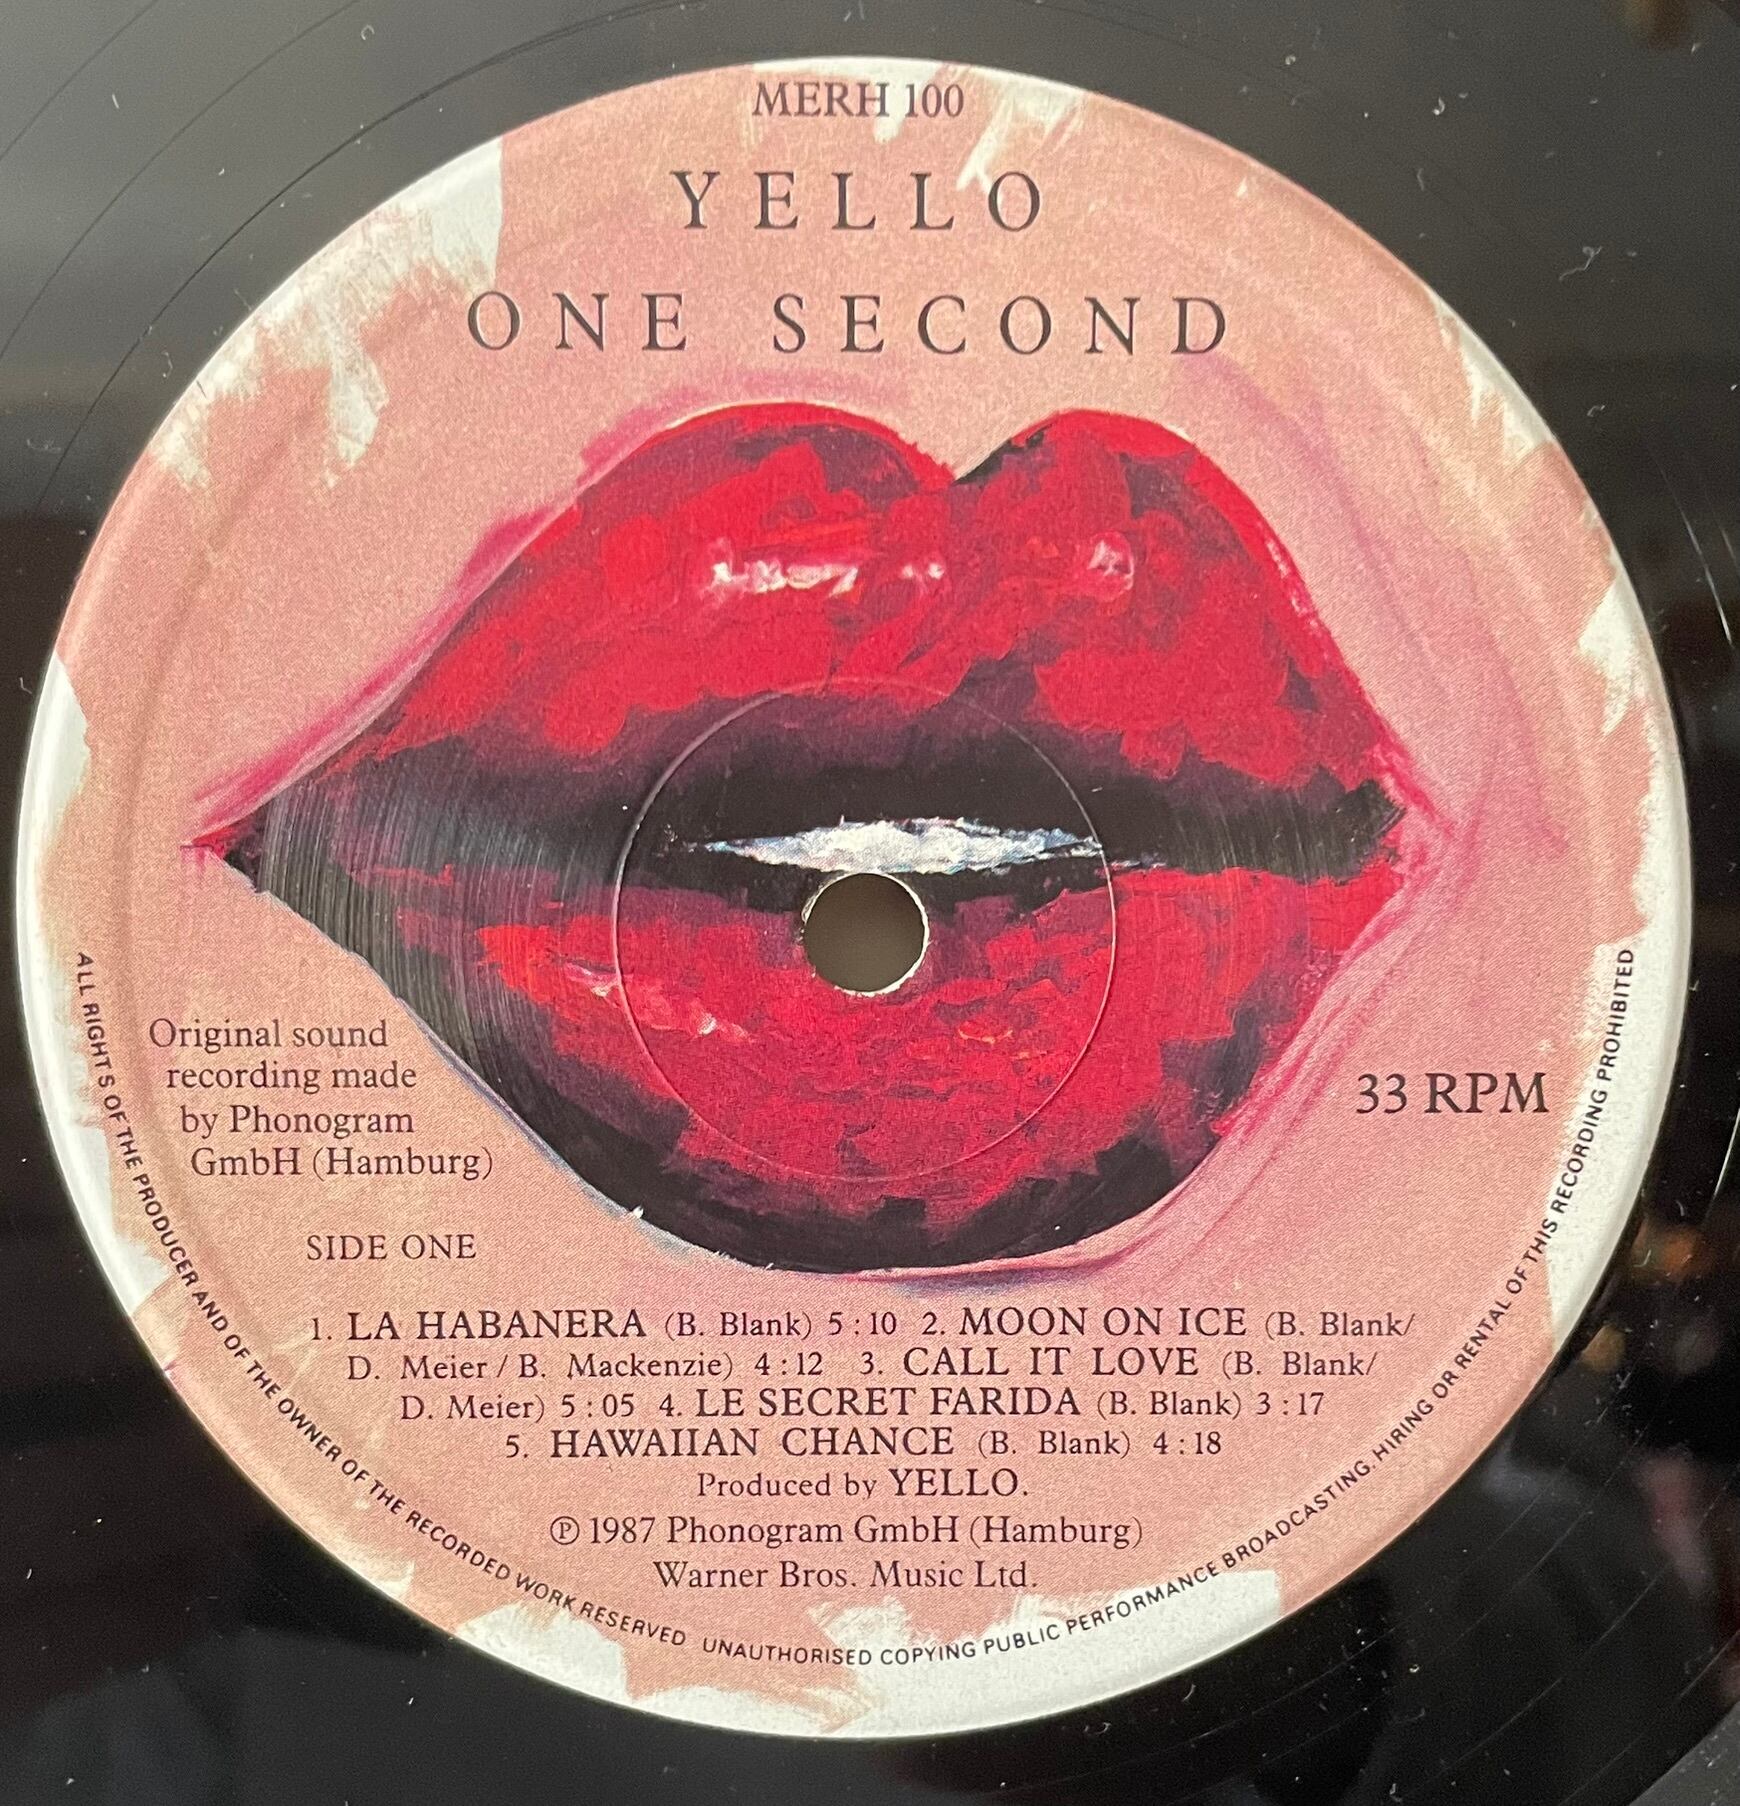 MERH 100
YELLO
ONE SECOND
Original sound
recording made
by Phonogram
GmbH (Hamburg)
33 RPM
SIDE ONE
1. LA HABANERA (B. Blank) 5:10 2. MOON ON ICE (B. Blank/
D. Meier / B. Mackenzie) 4:12 3. CALL IT LOVE (B. Blank/
D. Meier) 5:05 4. LE SECRET FARIDA (B. Blank) 3:17
5. HAWAIIAN CHANCE (B. Blank) 4:18
Produced by YELLO.
℗ 1987 Phonogram GmbH (Hamburg)
Warner Bros. Music Ltd.
ALL RIGHTS OF THE PRODUCER AND OF THE OWNER OF THE RECORDED WORK RESERVED UNAUTHORISED COPYING PUBLIC PERFORMANCE BROADCASTING, HIRING OR RENTAL OF THIS RECORDING PROHIBITED